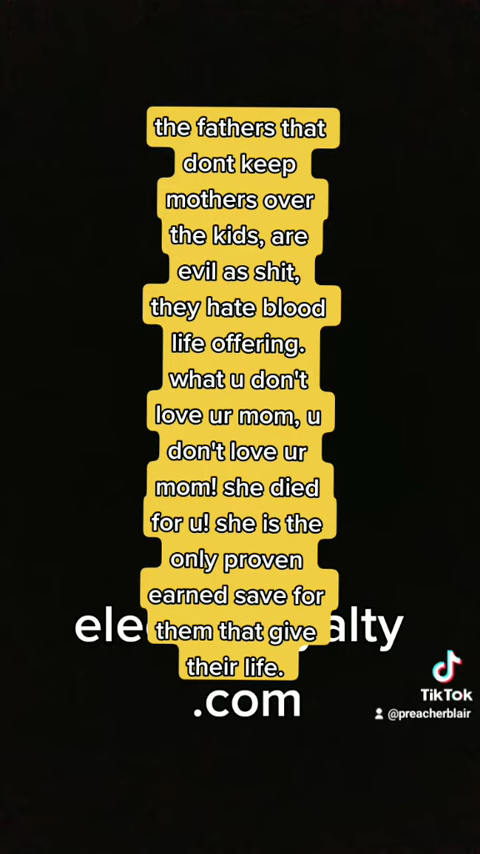 the fathers that
dont keep
mothers over
the kids, are
evil as shit,
they hate blood
life offering.
what u don't
love ur mom, u
don't love ur
mom! she died
for u! she is the
only proven
earned save for
them that give
their life.
.com
TikTok
@preacherblair